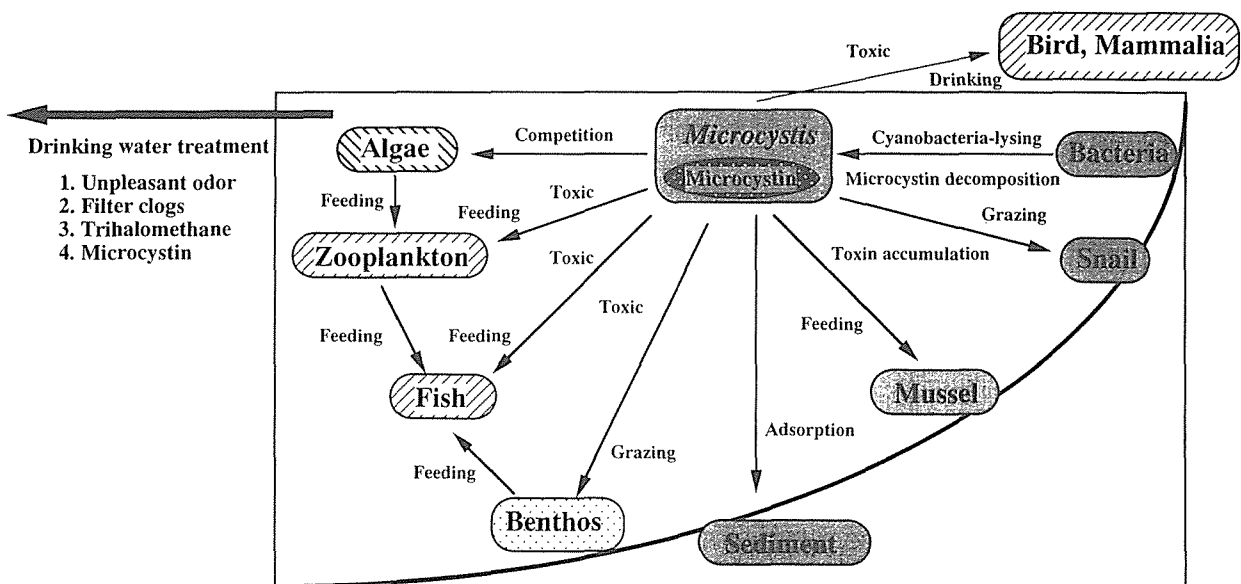 Toxic
Bird, Mammalia
Drinking
Drinking water treatment
1. Unpleasant odor
2. Filter clogs
3. Trihalomethane
4. Microcystin
Algae
Competition
Microcystis
Microcystin
Cyanobacteria-lysing
Bacteria
Microcystin decomposition
Feeding
Feeding
Toxic
Grazing
Zooplankton
Toxic
Toxin accumulation
Snail
Toxic
Feeding
Feeding
Feeding
Fish
Mussel
Adsorption
Feeding
Grazing
Benthos
Sediment